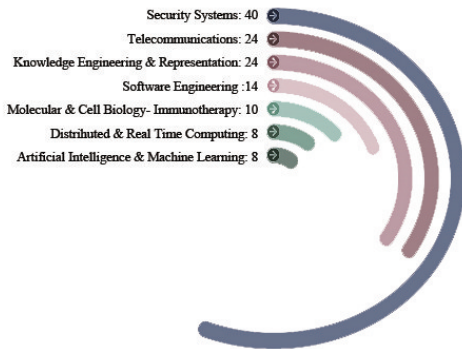 Security Systems: 40
Telecommunications: 24
Knowledge Engineering & Representation: 24
Software Engineering :14
Molecular & Cell Biology- Immunotherapy: 10
Distrihuted & Real Time Computing: 8
Artificial Intelligence & Machine Learning: 8